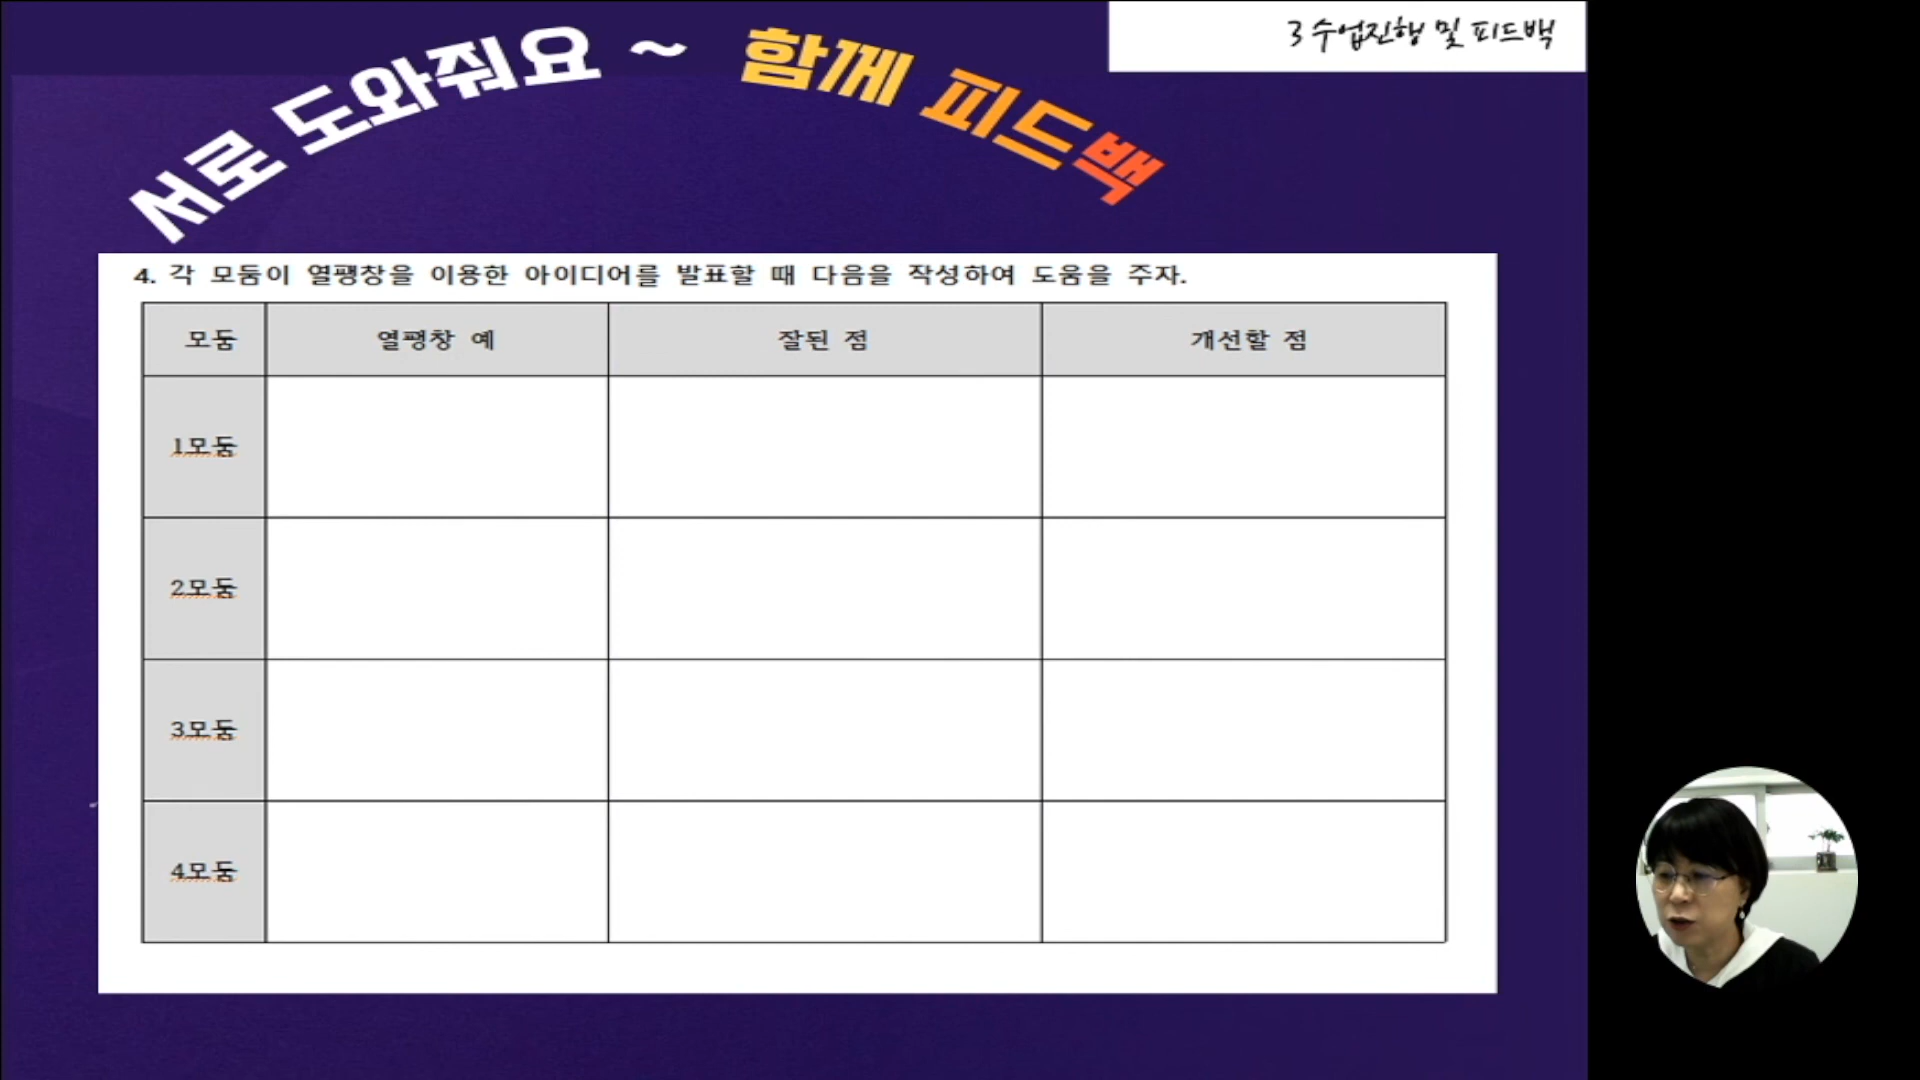 3 수업진행 및 피드백
서로 도와줘요 ~ 함께 피드백
4. 각 모둠이 열팽창을 이용한 아이디어를 발표할 때 다음을 작성하여 도움을 주자.
모둠 열팽창 예 잘된 점 개선할 점
1모둠
2모둠
3모둠
4모둠